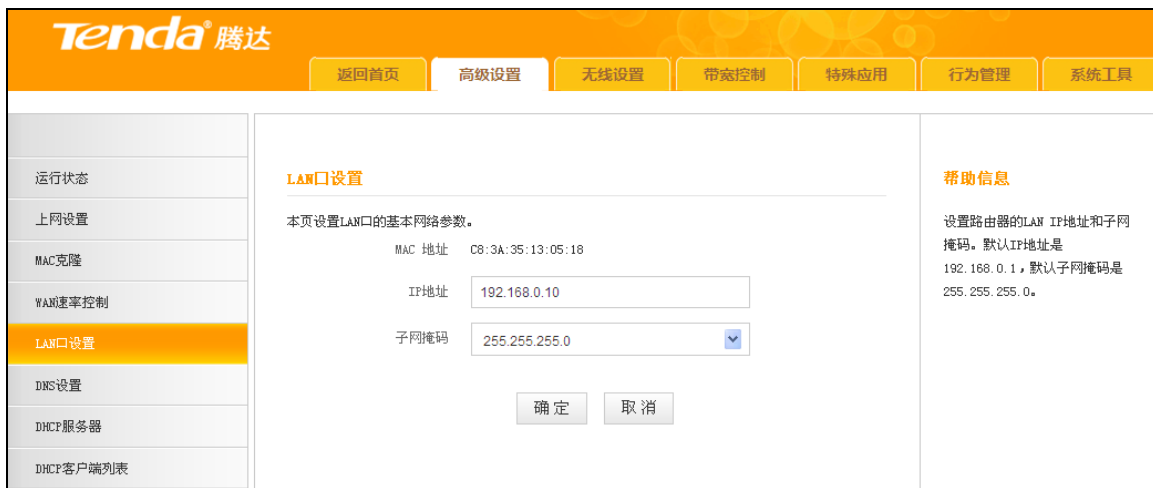 Tenda®腾达
返回首页 高级设置 无线设置 带宽控制 特殊应用 行为管理 系统工具
运行状态
上网设置
MAC克隆
WAN速率控制
LAN口设置
DNS设置
DHCP服务器
DHCP客户端列表
LAN口设置
本页设置LAN口的基本网络参数。
MAC 地址 C8:3A:35:13:05:18
IP地址 192.168.0.10
子网掩码 255.255.255.0
确定 取消
帮助信息
设置路由器的LAN IP地址和子网
掩码。默认IP地址是
192.168.0.1，默认子网掩码是
255.255.255.0。